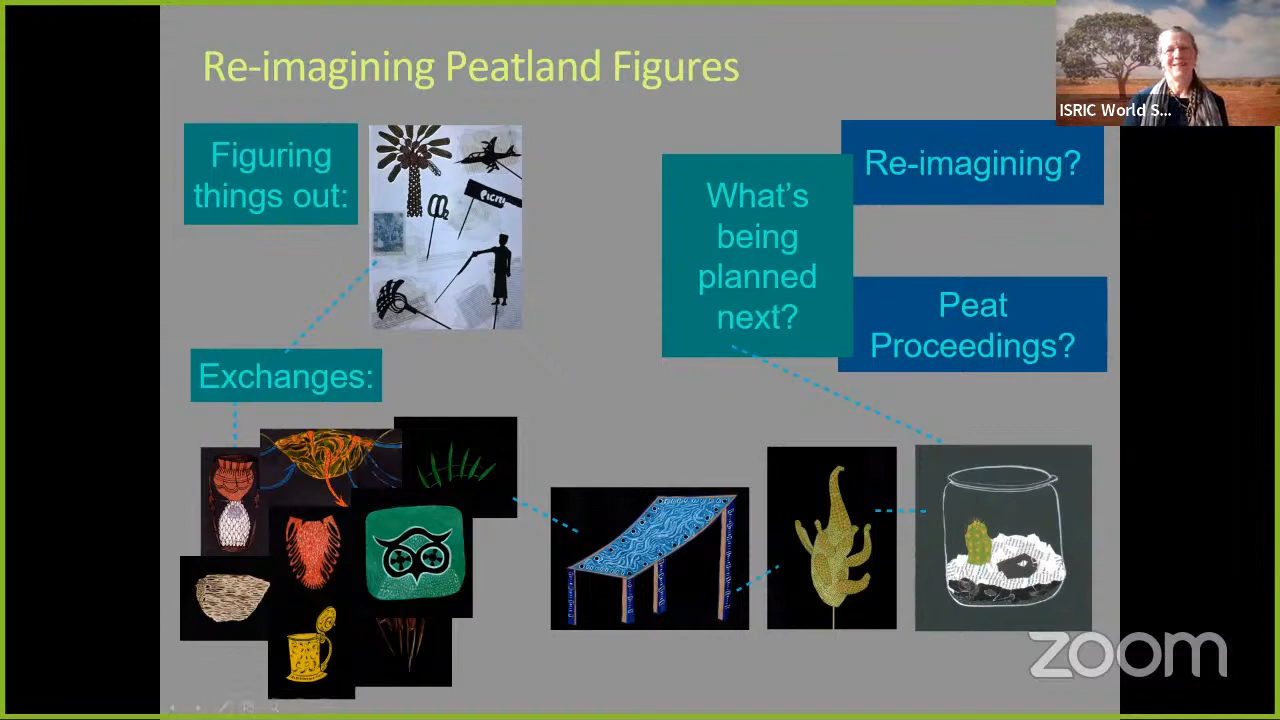 Re-imagining Peatland Figures
ISRIC World S...
Figuring
things out:
What's
being
planned
next?
Re-imagining?
Peat
Proceedings?
Exchanges:
zoom